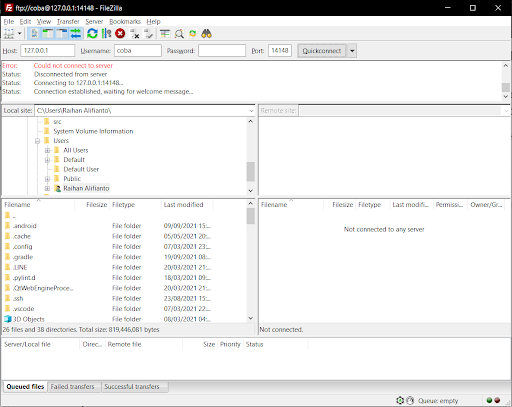 ftp://coba@127.0.0.1:14148 - FileZilla
File Edit View Transfer Server Bookmarks Help
Host: 127.0.0.1 Username: coba Password: Port: 14148 Quickconnect
Error: Could not connect to server
Status: Disconnected from server
Status: Connecting to 127.0.0.1:14148...
Status: Connection established, waiting for welcome message...
Local site: C:\Users\Raihan Alifianto\ Remote site:
src
System Volume Information
Users
All Users
Default
Default User
Public
Raihan Alifianto
Filename Filesize Filetype Last modified Filename Filesize Filetype Last modifi... Permissi... Owner/Gr...
..
.android File folder 09/09/2021 15:...
.cache File folder 05/05/2021 20:...
.config File folder 07/03/2021 23:...
.gradle File folder 19/09/2021 08:...
.LINE File folder 20/03/2021 21:...
.pylint.d File folder 18/03/2021 09:...
.QtWebEngineProce... File folder 20/03/2021 21:...
.ssh File folder 23/08/2021 15:...
.vscode File folder 07/03/2021 22:...
3D Objects File folder 08/03/2021 04:...
Not connected to any server
26 files and 38 directories. Total size: 819,446,081 bytes Not connected.
Server/Local file Direc... Remote file Size Priority Status
Queued files Failed transfers Successful transfers
Queue: empty